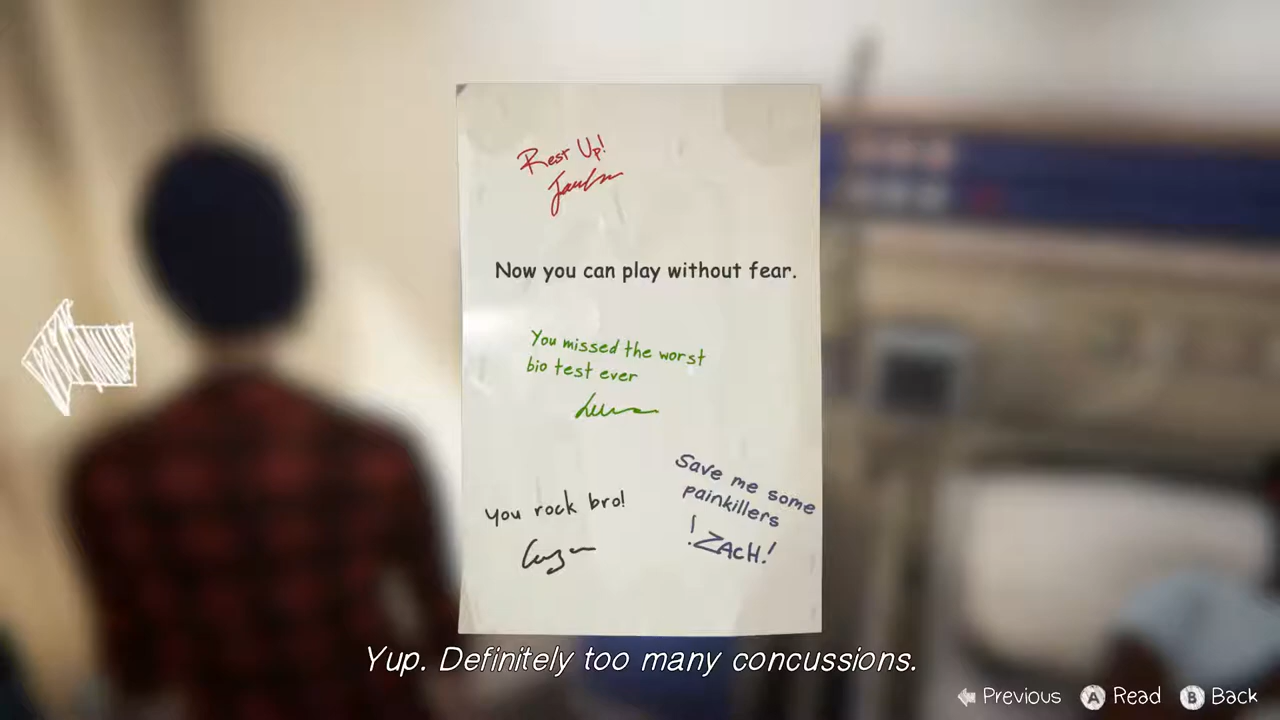 Rest Up!
Now you can play without fear.
You missed the worst
bio test ever
You rock bro!
Save me some
painkillers
! ZACH!
Yup. Definitely too many concussions.
Previous
A Read
B Back